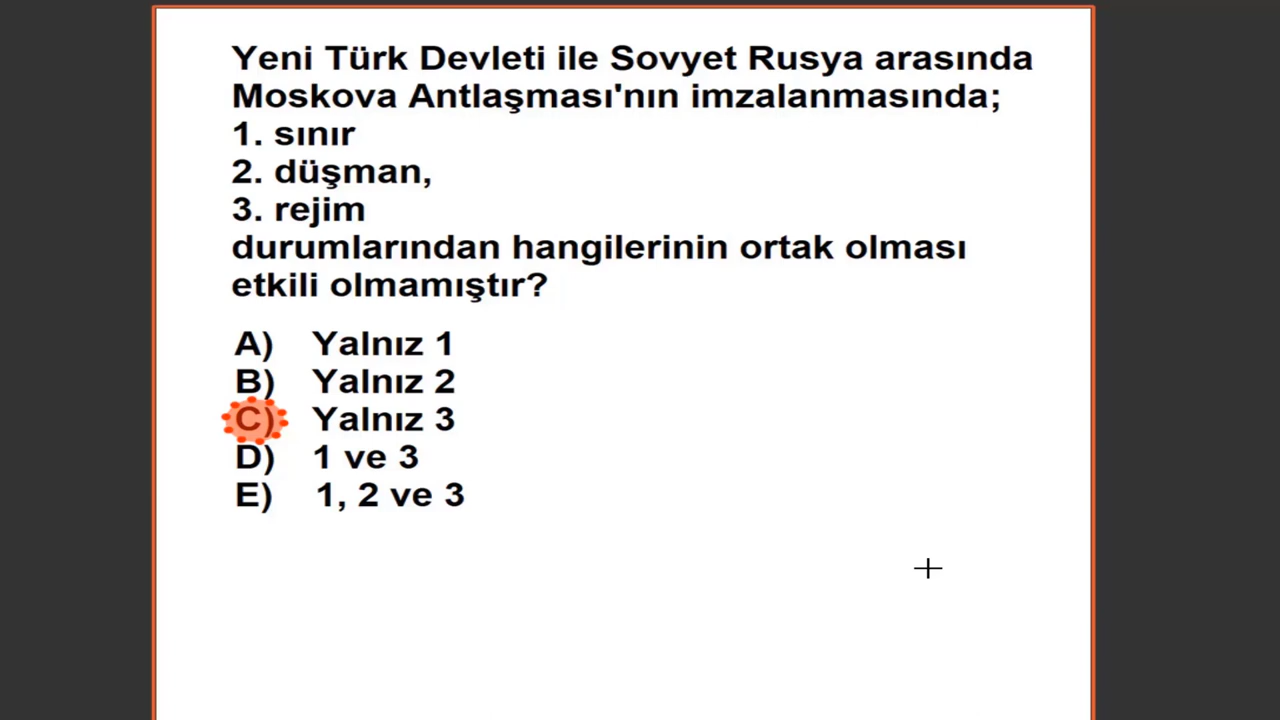 Yeni Türk Devleti ile Sovyet Rusya arasında
Moskova Antlaşması'nın imzalanmasında;
1. sınır
2. düşman,
3. rejim
durumlarından hangilerinin ortak olması
etkili olmamıştır?
A) Yalnız 1
B) Yalnız 2
C) Yalnız 3
D) 1 ve 3
E) 1, 2 ve 3